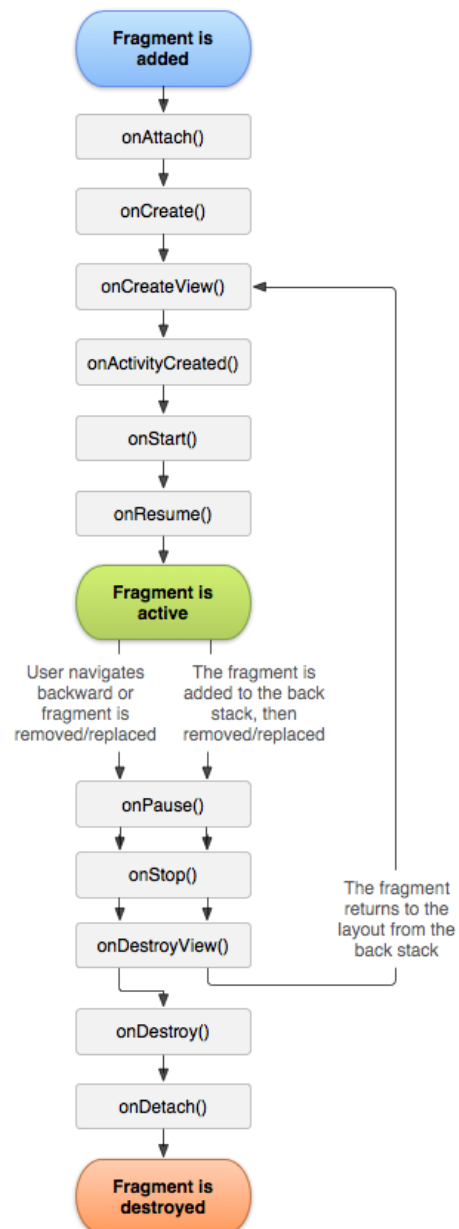 Fragment is
added
onAttach()
onCreate()
onCreateView()
onActivityCreated()
onStart()
onResume()
Fragment is
active
User navigates
backward or
fragment is
removed/replaced
The fragment is
added to the back
stack, then
removed/replaced
onPause()
onStop()
The fragment
returns to the
layout from the
back stack
onDestroyView()
onDestroy()
onDetach()
Fragment is
destroyed